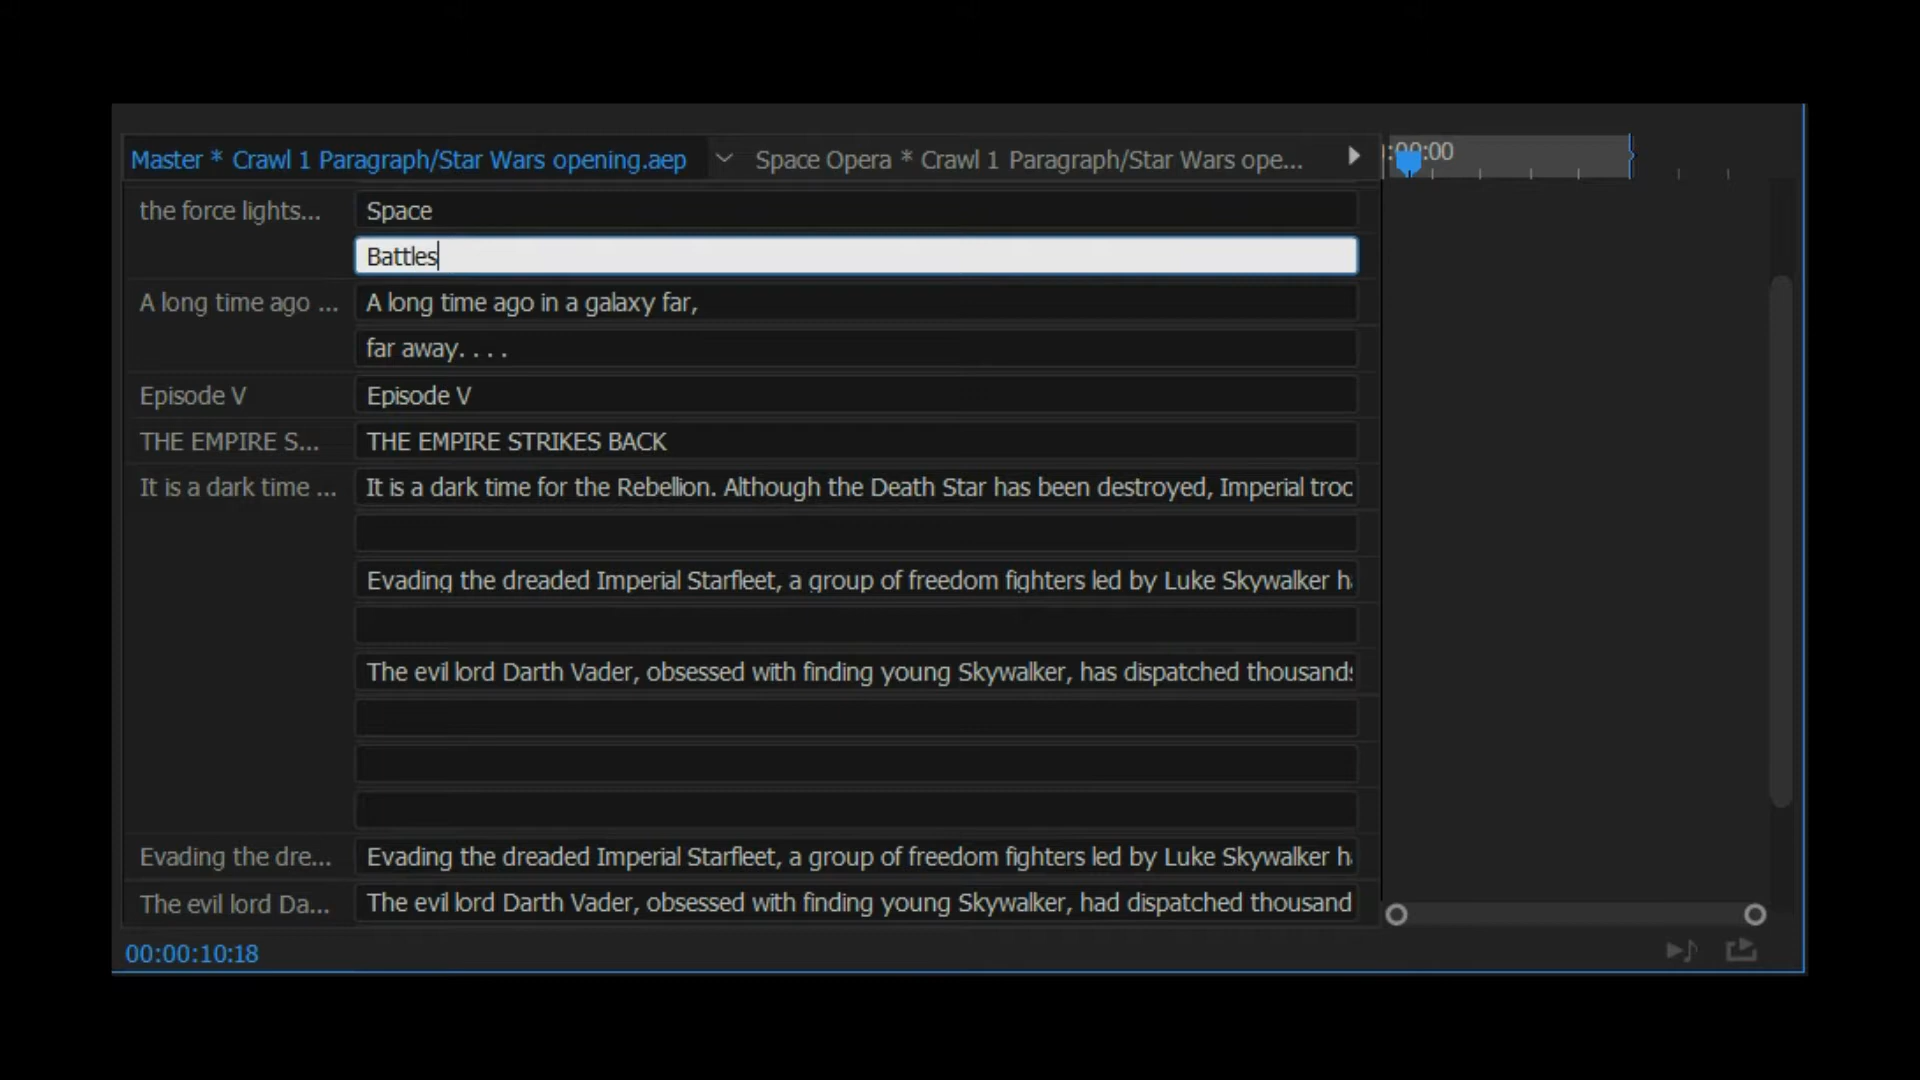 Master * Crawl 1 Paragraph/Star Wars opening.aep
Space Opera * Crawl 1 Paragraph/Star Wars ope...
:00:00
the force lights... Space
Battles
A long time ago ... A long time ago in a galaxy far,
far away. . . .
Episode V Episode V
THE EMPIRE S... THE EMPIRE STRIKES BACK
It is a dark time ... It is a dark time for the Rebellion. Although the Death Star has been destroyed, Imperial
Evading the dreaded Imperial Starfleet, a group of freedom fighters led by Luke Skywalker
The evil lord Darth Vader, obsessed with finding young Skywalker, has dispatched thousands
Evading the dre... Evading the dreaded Imperial Starfleet, a group of freedom fighters led by Luke Skywalker
The evil lord Da... The evil lord Darth Vader, obsessed with finding young Skywalker, had dispatched thousand
00:00:10:18